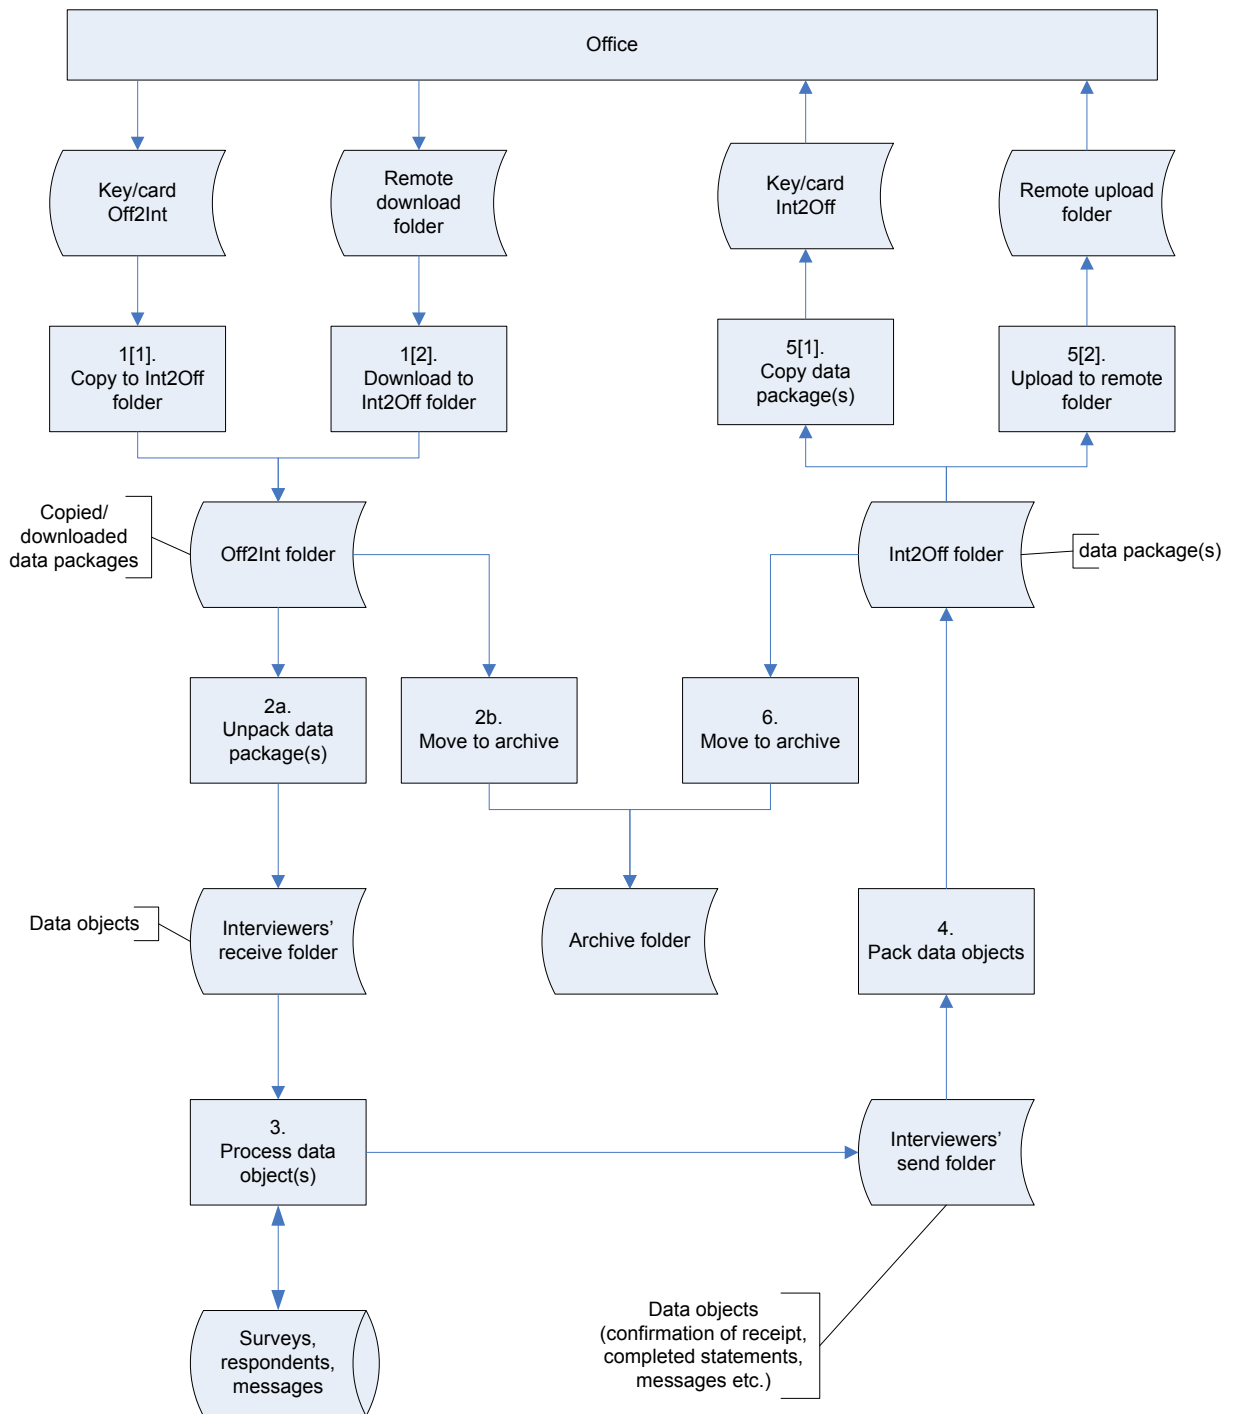 Office
Key/card
Off2Int
Remote
download
folder
Key/card
Int2Off
Remote upload
folder
1[1].
Copy to Int2Off
folder
1[2].
Download to
Int2Off folder
5[1].
Copy data
package(s)
5[2].
Upload to remote
folder
Copied/
downloaded
data packages
Off2Int folder
Int2Off folder
data package(s)
2a.
Unpack data
package(s)
2b.
Move to archive
6.
Move to archive
Data objects
Interviewers’
receive folder
Archive folder
4.
Pack data objects
3.
Process data
object(s)
Interviewers’
send folder
Surveys,
respondents,
messages
Data objects
(confirmation of receipt,
completed statements,
messages etc.)